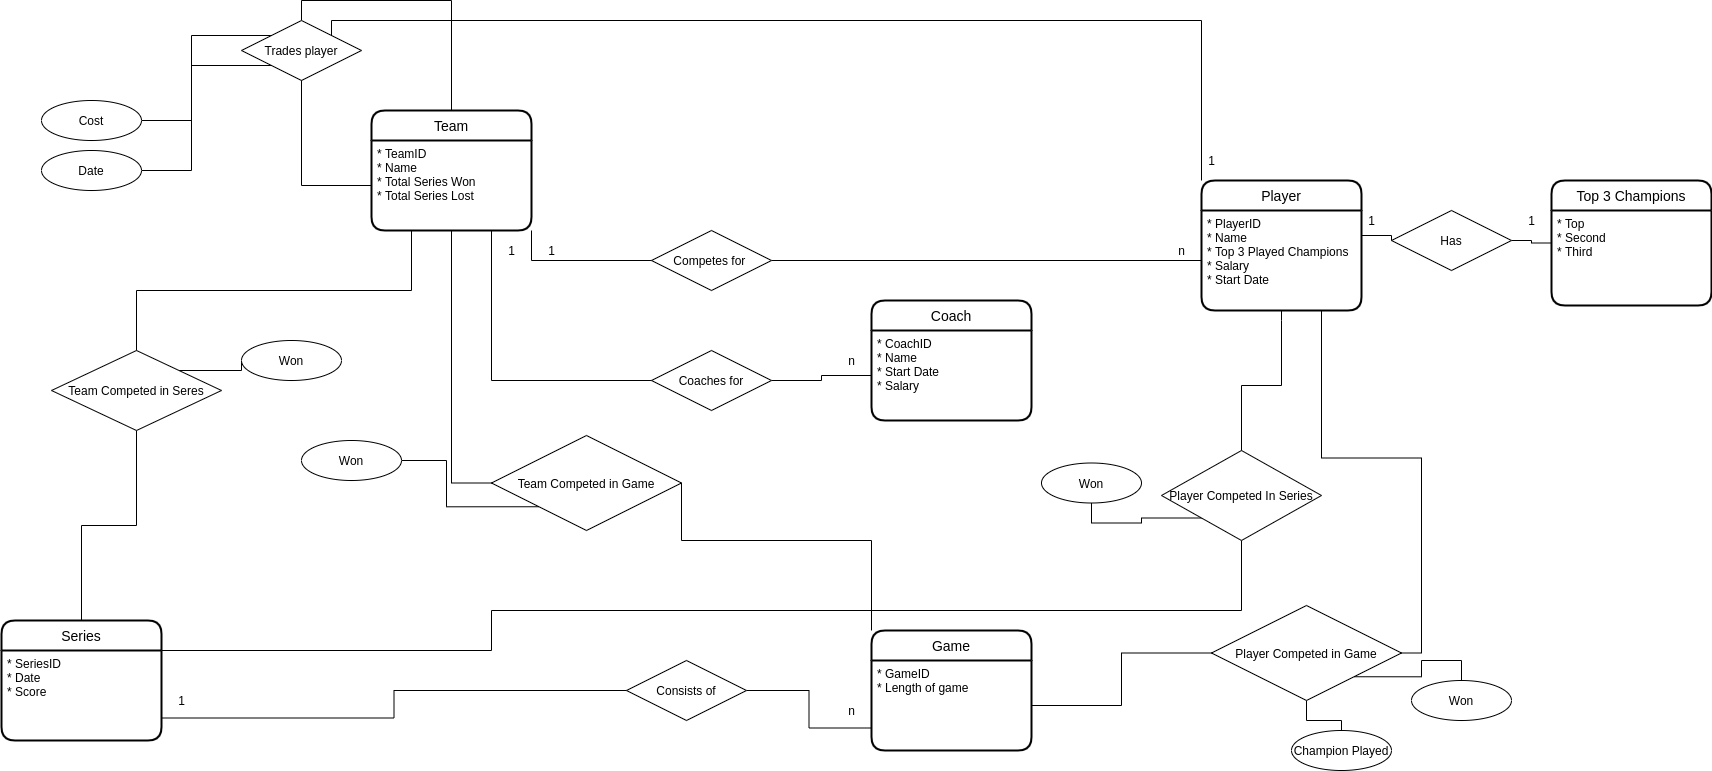 Trades player
Cost
Date
Team
* TeamID
* Name
* Total Series Won
* Total Series Lost
1
Player
* PlayerID
* Name
* Top 3 Played Champions
* Salary
* Start Date
1
Has
1
Top 3 Champions
* Top
* Second
* Third
1
1
Competes for
n
Coach
* CoachID
* Name
* Start Date
* Salary
Coaches for
n
Won
Team Competed in Seres
Won
Team Competed in Game
Won
Player Competed In Series
Series
* SeriesID
* Date
* Score
1
Consists of
n
Game
* GameID
* Length of game
Player Competed in Game
Won
Champion Played